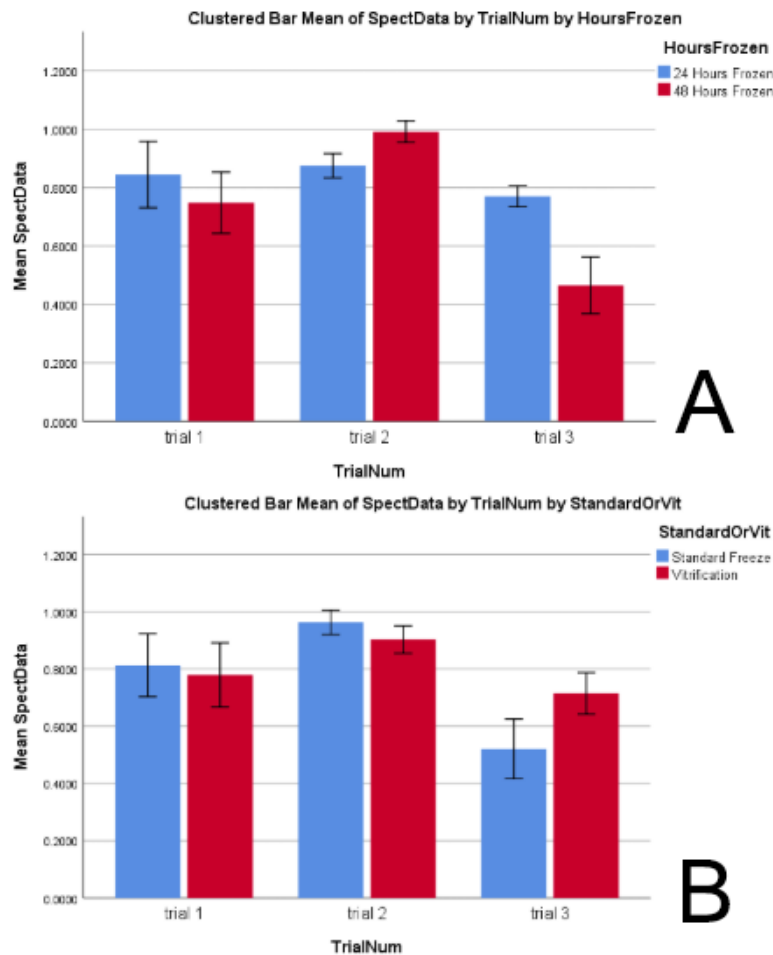 Clustered Bar Mean of SpectData by TrialNum by HoursFrozen
HoursFrozen
24 Hours Frozen
48 Hours Frozen
Mean SpectData
1.2000
1.0000
0.8000
0.6000
0.4000
0.2000
0.0000
trial 1 trial 2 trial 3
TrialNum
A
Clustered Bar Mean of SpectData by TrialNum by StandardOrVit
StandardOrVit
Standard Freeze
Vitrification
Mean SpectData
1.2000
1.0000
0.8000
0.6000
0.4000
0.2000
0.0000
trial 1 trial 2 trial 3
TrialNum
B